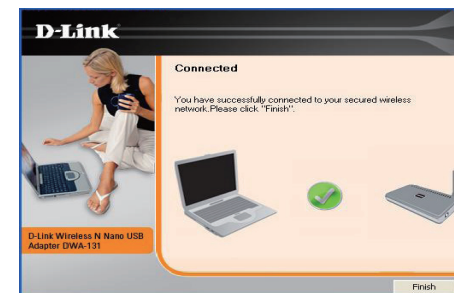 D-Link
Connected
You have successfully connected to your secured wireless
network.Please click "Finish".
D-Link Wireless N Nano USB
Adapter DWA-131
Finish